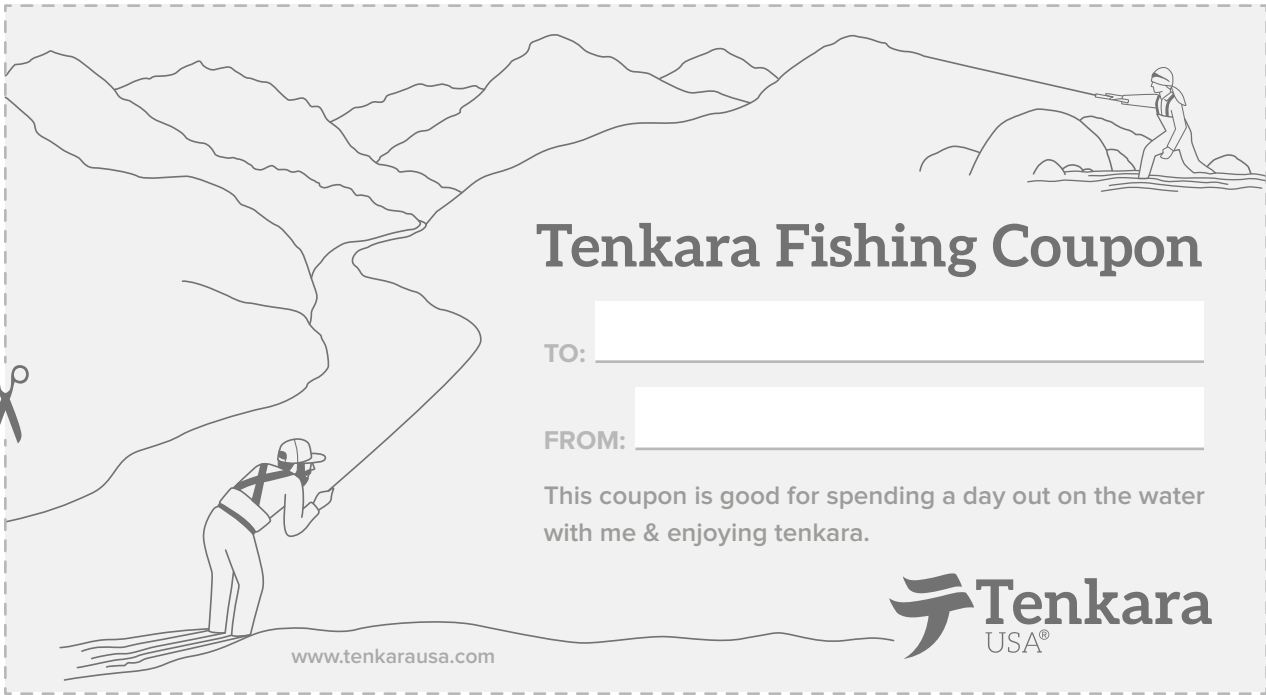 Tenkara Fishing Coupon
TO:
FROM:
This coupon is good for spending a day out on the water
with me & enjoying tenkara.
Tenkara
USA®
www.tenkarausa.com